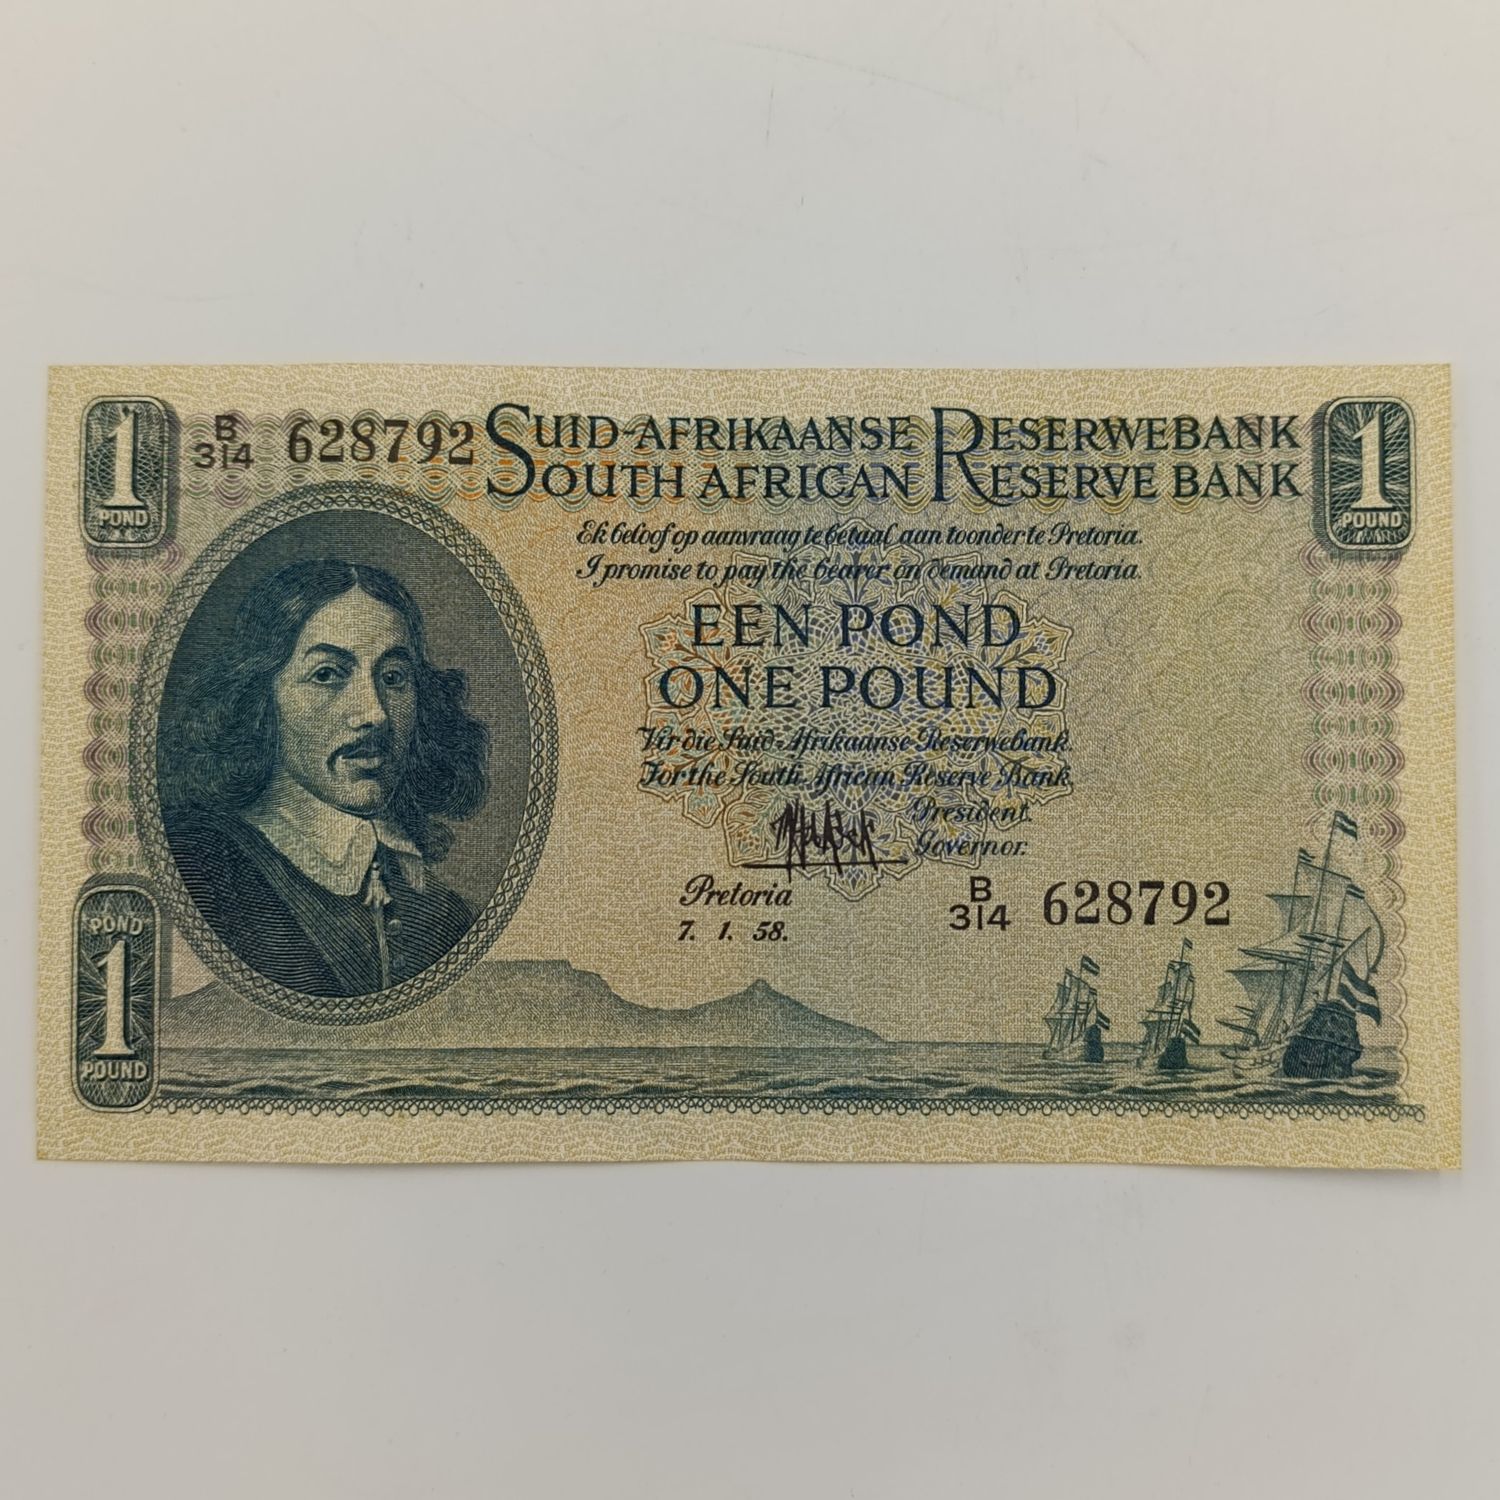 1
POND
B
314 628792
SUID-AFRIKAANSE RESERWEBANK
SOUTH AFRICAN RESERVE BANK
1
POUND
Ek beloof op aanvraag te betaal aan toonder te Pretoria.
I promise to pay the bearer on demand at Pretoria.
EEN POND
ONE POUND
Vir die Suid-Afrikaanse Reserwebank.
For the South African Reserve Bank
President.
Governor.
Pretoria
7. 1. 58.
B
314 628792
POND
1
POUND